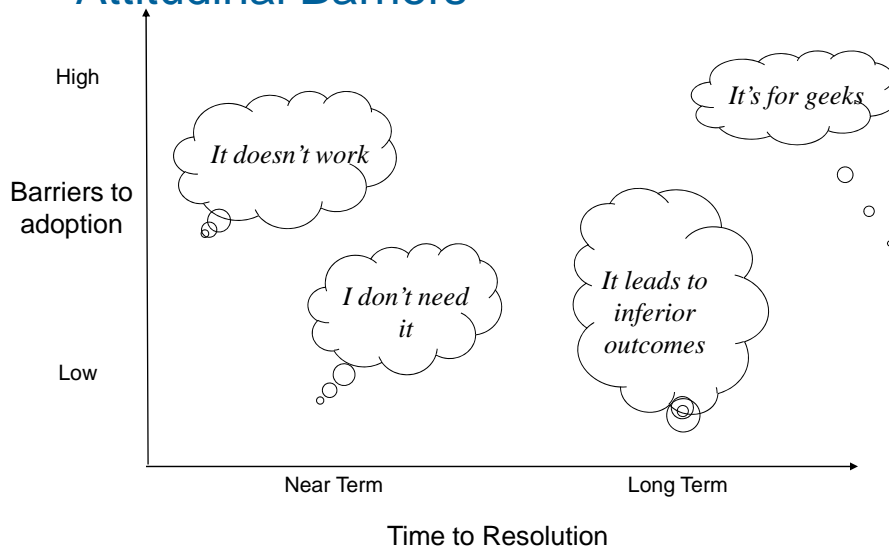 Attitudinal Barriers
High
It's for geeks
It doesn't work
Barriers to
adoption
I don't need
it
It leads to
inferior
outcomes
Low
Near Term
Long Term
Time to Resolution